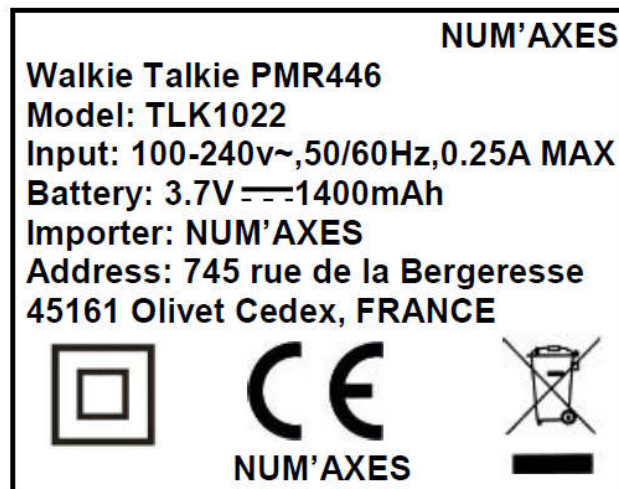 NUM'AXES
Walkie Talkie PMR446
Model: TLK1022
Input: 100-240v~,50/60Hz,0.25A MAX
Battery: 3.7V⎓1400mAh
Importer: NUM'AXES
Address: 745 rue de la Bergeresse
45161 Olivet Cedex, FRANCE
CE
NUM'AXES